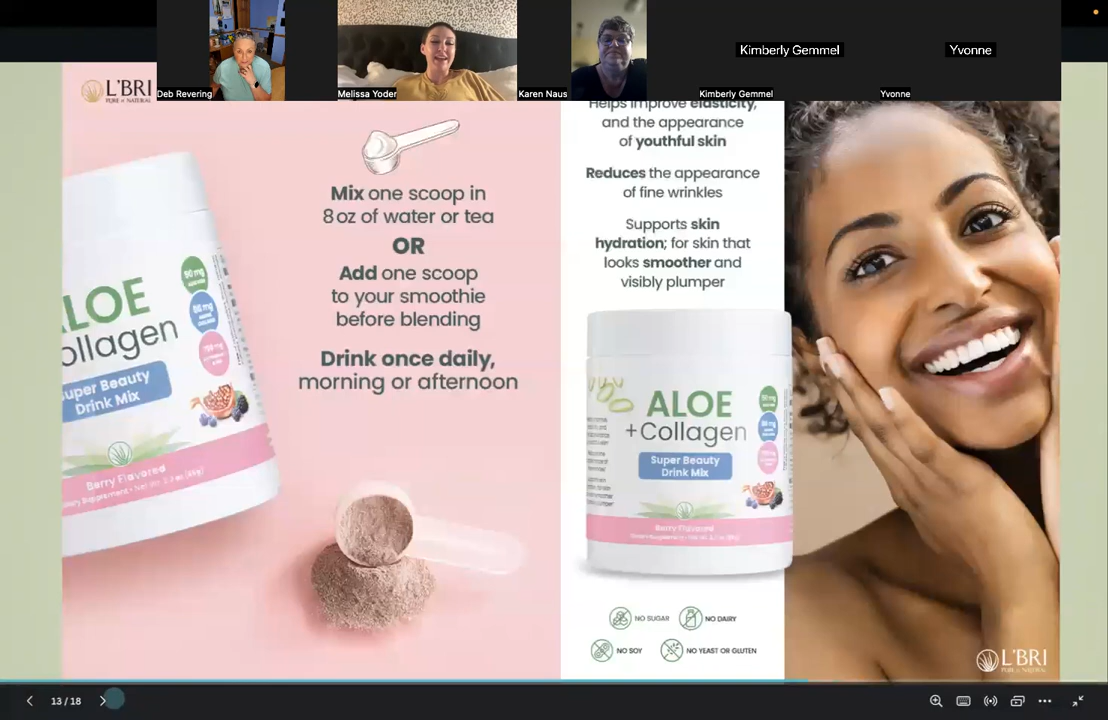 Kimberly Gemmel
Yvonne
Deb Revering
Melissa Yoder
Karen Naus
Kimberly Gemmel
Yvonne
L'BRI
PURE n' NATURAL
Mix one scoop in
8 oz of water or tea
OR
Add one scoop
to your smoothie
before blending
Drink once daily,
morning or afternoon
LOE
ollagen
uper Beauty
Drink Mix
Berry Flavored
Helps improve elasticity,
and the appearance
of youthful skin
Reduces the appearance
of fine wrinkles
Supports skin
hydration; for skin that
looks smoother and
visibly plumper
ALOE
+Collagen
Super Beauty
Drink Mix
Berry Flavored
NO SUGAR
NO DAIRY
NO SOY
NO YEAST OR GLUTEN
L'BRI
PURE n' NATURAL
13 / 18